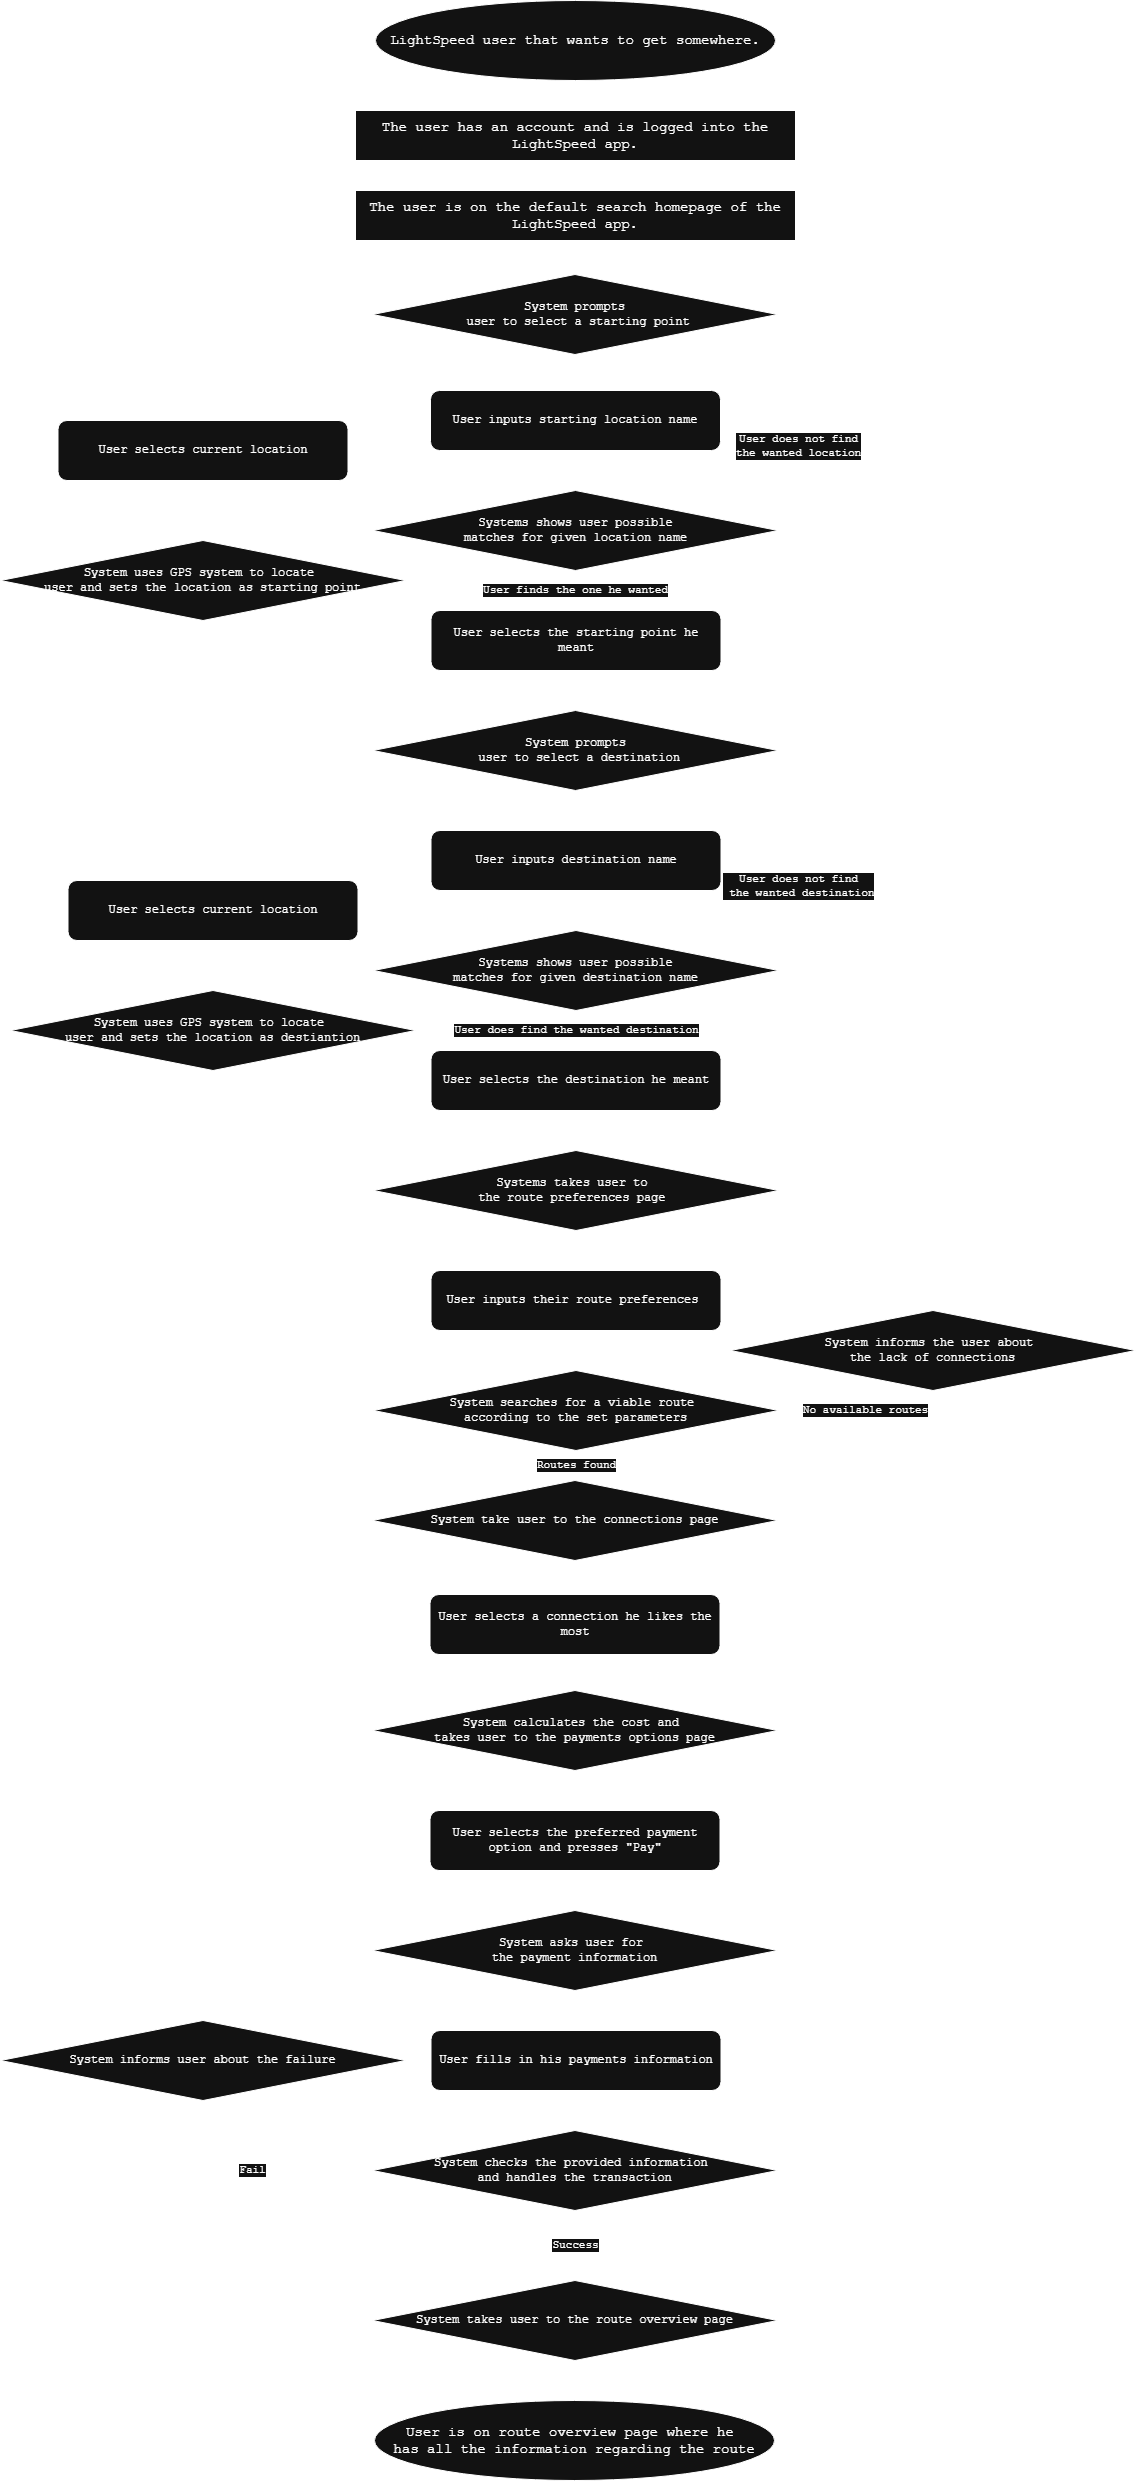 LightSpeed user that wants to get somewhere.
The user has an account and is logged into the
LightSpeed app.
The user is on the default search homepage of the
LightSpeed app.
System prompts
user to select a starting point
User inputs starting location name
User selects current location
User does not find
the wanted location
Systems shows user possible
matches for given location name
System uses GPS system to locate
user and sets the location as starting point
User finds the one he wanted
User selects the starting point he
meant
System prompts
user to select a destination
User inputs destination name
User selects current location
User does not find
the wanted destination
Systems shows user possible
matches for given destination name
System uses GPS system to locate
user and sets the location as destiantion
User does find the wanted destination
User selects the destination he meant
Systems takes user to
the route preferences page
User inputs their route preferences
System informs the user about
the lack of connections
System searches for a viable route
according to the set parameters
No available routes
Routes found
System take user to the connections page
User selects a connection he likes the
most
System calculates the cost and
takes user to the payments options page
User selects the preferred payment
option and presses "Pay"
System asks user for
the payment information
System informs user about the failure
User fills in his payments information
System checks the provided information
and handles the transaction
Fail
Success
System takes user to the route overview page
User is on route overview page where he
has all the information regarding the route